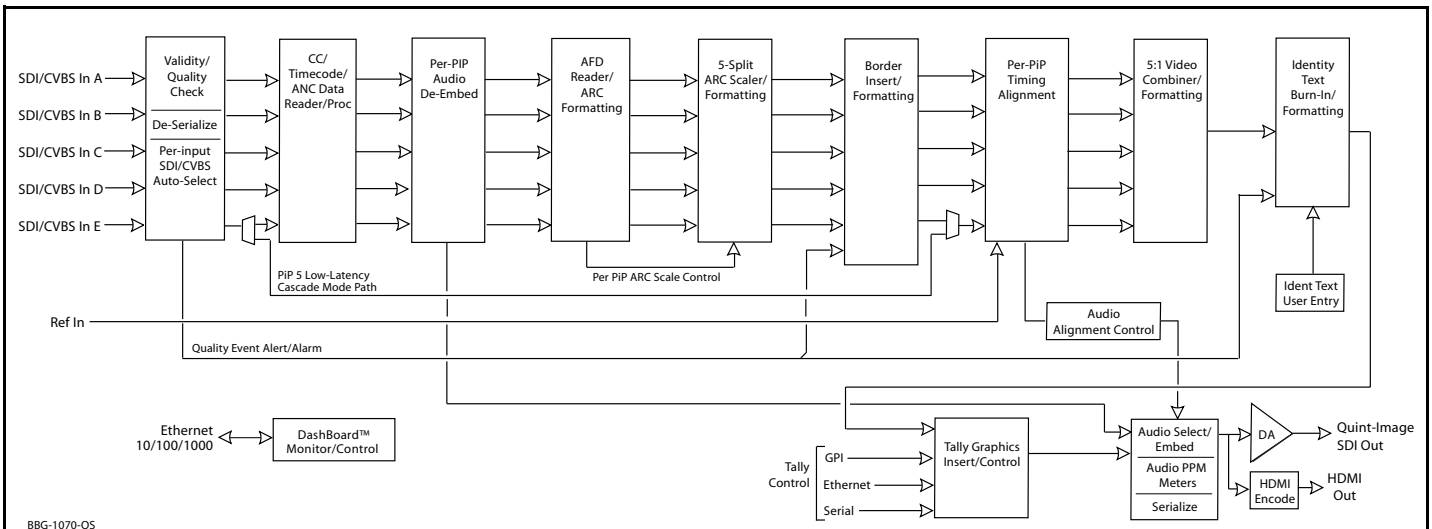 SDI/CVBS In A
SDI/CVBS In B
SDI/CVBS In C
SDI/CVBS In D
SDI/CVBS In E
Validity/
Quality
Check
De-Serialize
Per-input
SDI/CVBS
Auto-Select
CC/
Timecode/
ANC Data
Reader/Proc
Per-PIP
Audio
De-Embed
AFD
Reader/
ARC
Formatting
5-Split
ARC Scaler/
Formatting
Border
Insert/
Formatting
Per-PiP
Timing
Alignment
5:1 Video
Combiner/
Formatting
Identity
Text
Burn-In/
Formatting
PiP 5 Low-Latency
Cascade Mode Path
Per PiP ARC Scale Control
Ident Text
User Entry
Ref In
Audio
Alignment Control
Quality Event Alert/Alarm
Ethernet
10/100/1000
DashBoard™
Monitor/Control
Tally
Control
GPI
Ethernet
Serial
Tally Graphics
Insert/Control
Audio Select/
Embed
Audio PPM
Meters
Serialize
DA
Quint-Image
SDI Out
HDMI
Encode
HDMI
Out
BBG-1070-QS